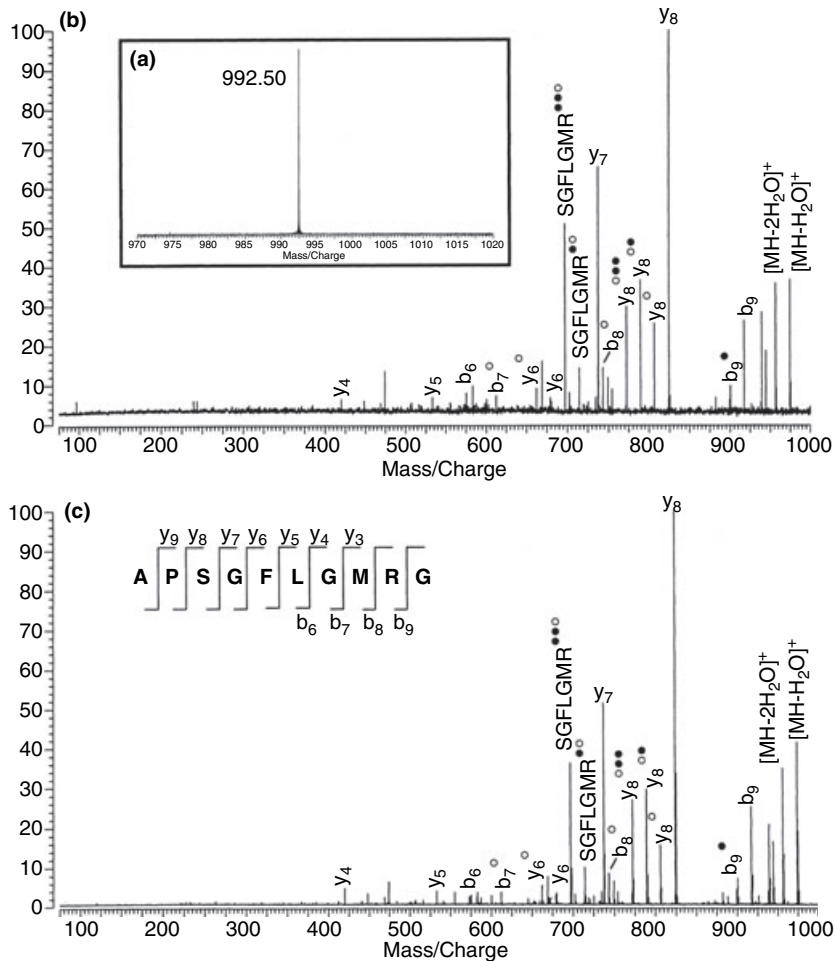 (b)
(a)
992.50
970 975 980 985 990 995 1000 1005 1010 1015 1020
Mass/Charge
100
90
80
70
60
50
40
30
20
10
0
y4
y5
b6
b7
y6
y6
SGFLGMR
SGFLGMR
y7
b8
y8
y8
y8
y8
b9
b9
[MH-2H2O]+
[MH-H2O]+
100 200 300 400 500 600 700 800 900 1000
Mass/Charge
(c)
y9 y8 y7 y6 y5 y4 y3
A P S G F L G M R G
b6 b7 b8 b9
100
90
80
70
60
50
40
30
20
10
0
y4
y5
b6
b7
y6
y6
SGFLGMR
SGFLGMR
y7
b8
y8
y8
y8
y8
b9
b9
[MH-2H2O]+
[MH-H2O]+
100 200 300 400 500 600 700 800 900 1000
Mass/Charge